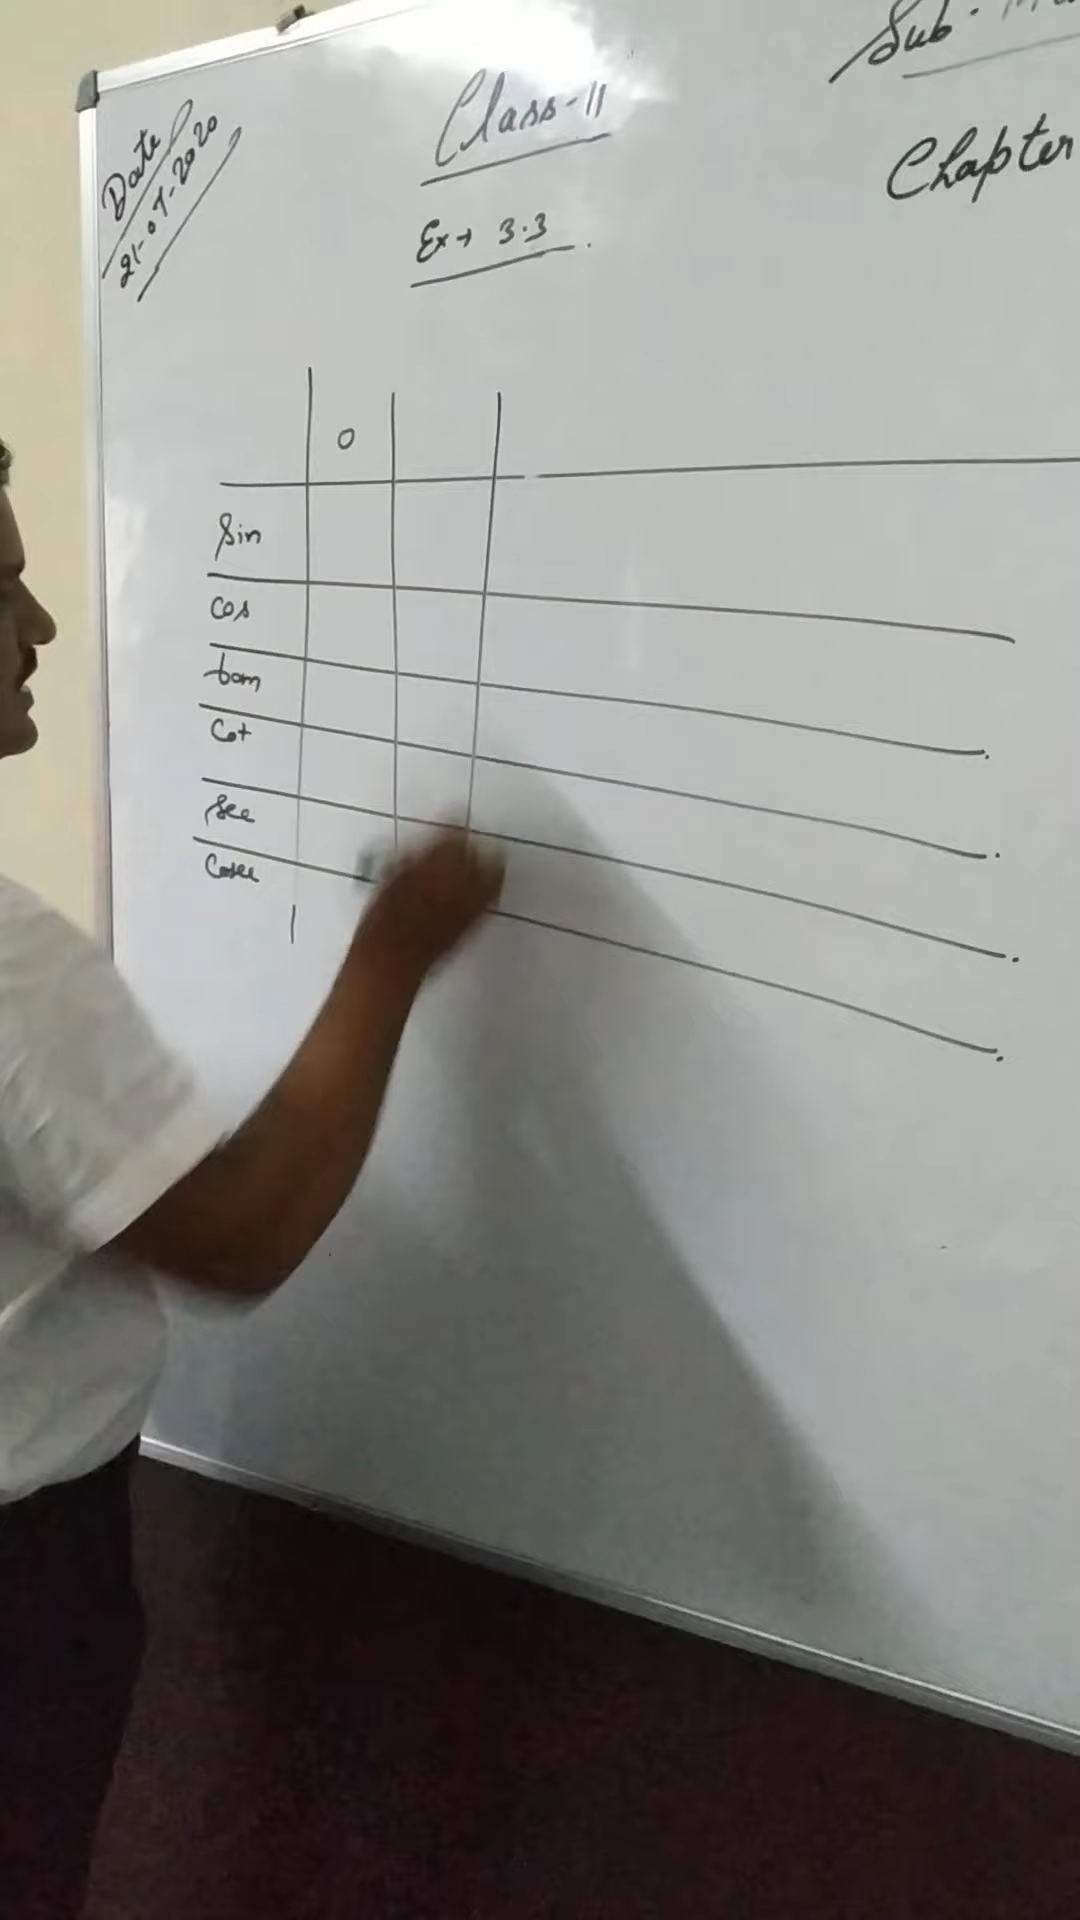 Date
21-07-2020
Class-11
Sub-
Chapter
Ex→ 3.3
0
Sin
Cos
tan
Cot
Sec
Cosec